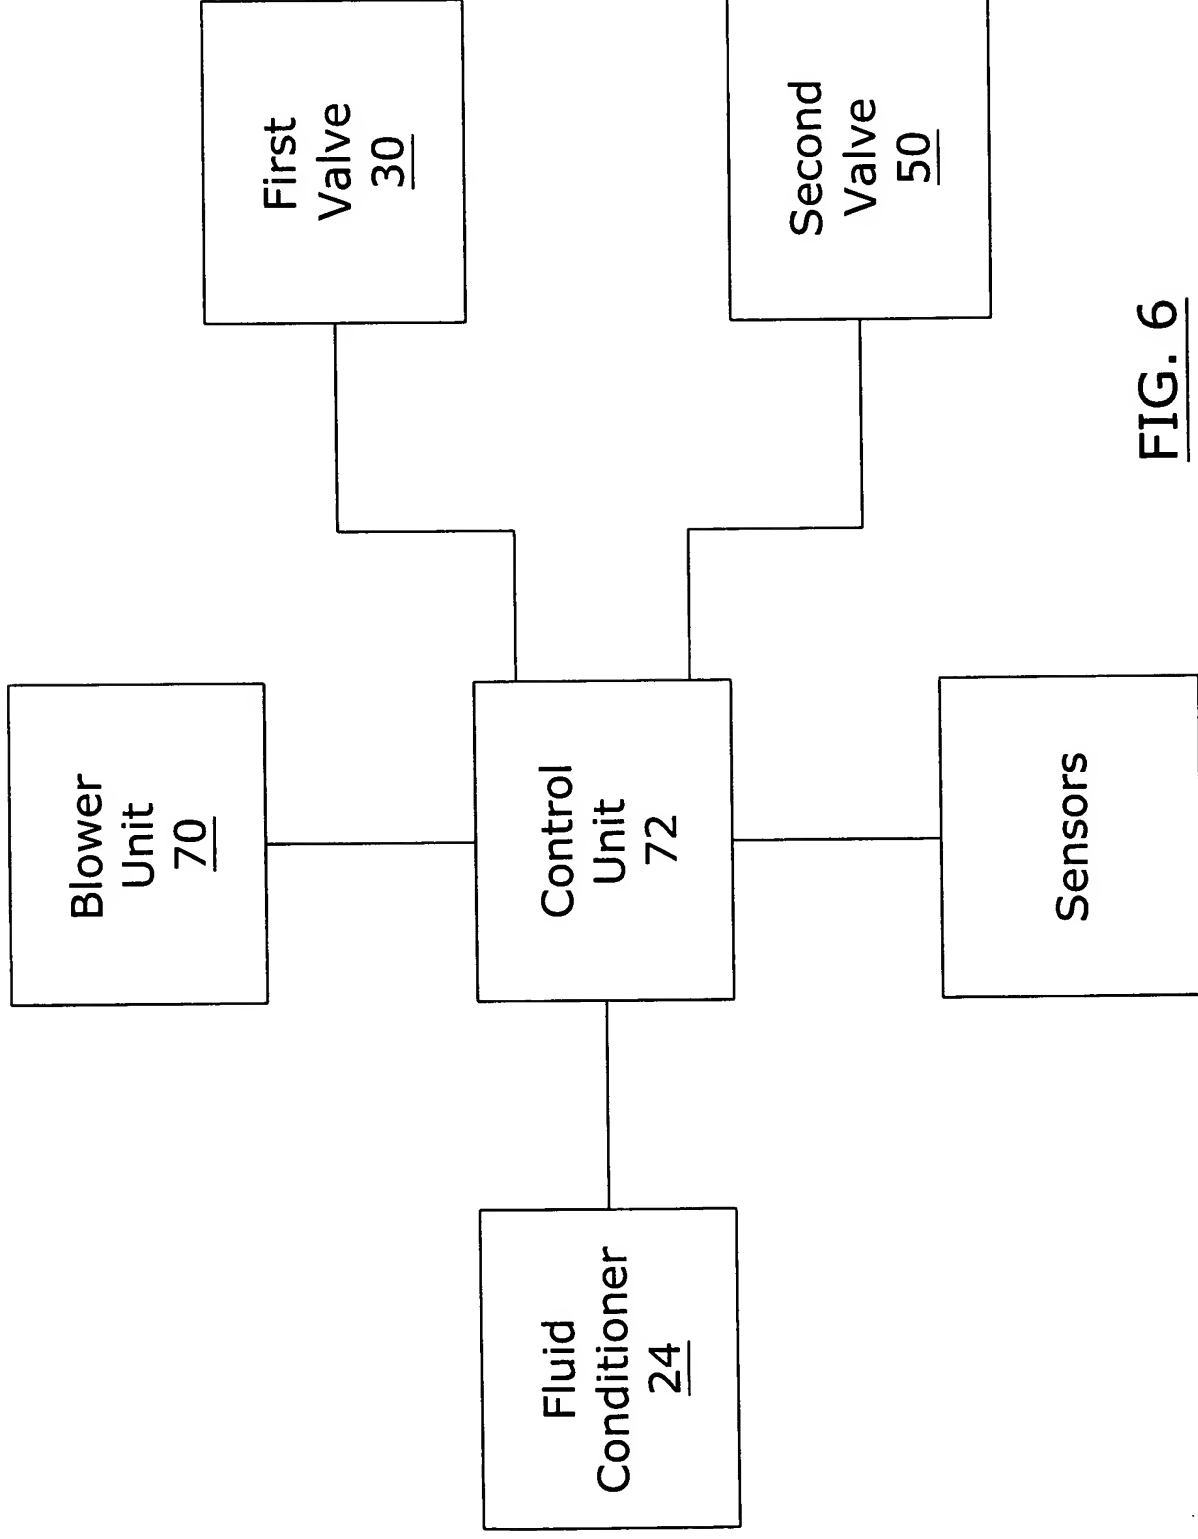 Blower
Unit
70
First
Valve
30
Fluid
Conditioner
24
Control
Unit
72
Second
Valve
50
Sensors
FIG. 6